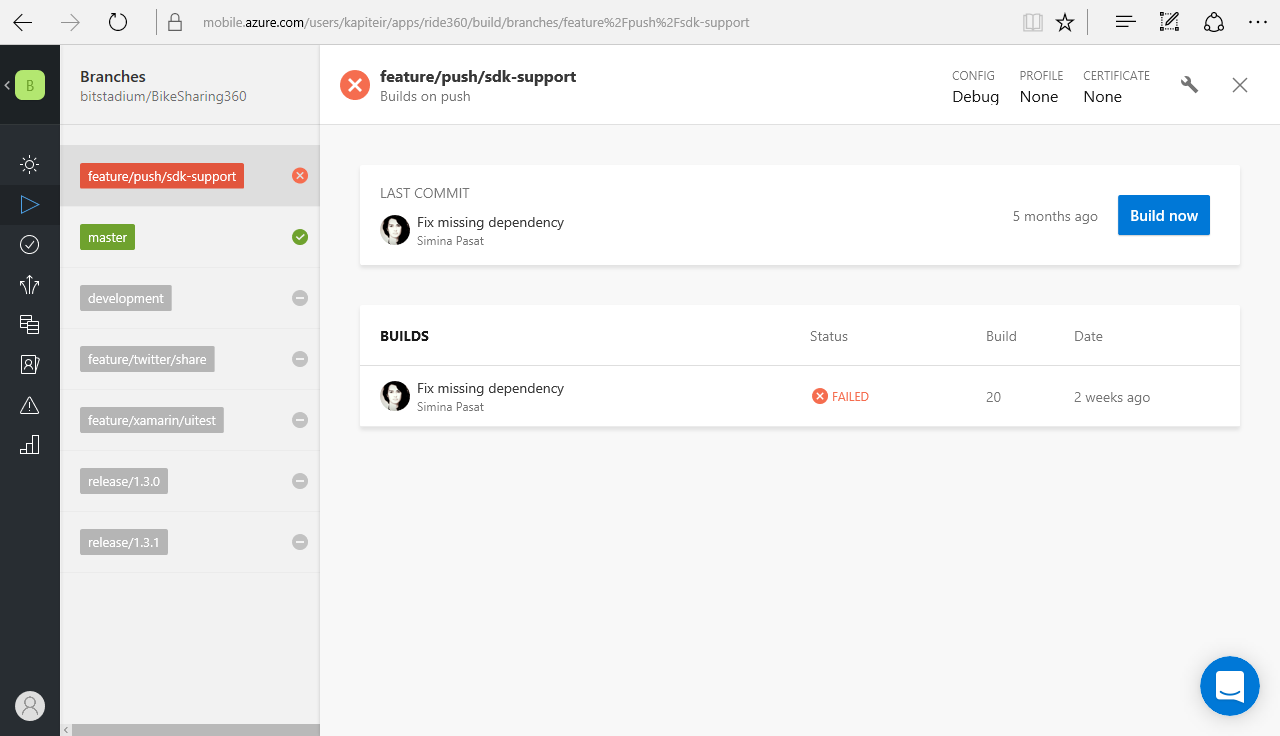 mobile.azure.com/users/kapiteir/apps/ride360/build/branches/feature%2Fpush%2Fsdk-support
B
Branches
bitstadium/BikeSharing360
feature/push/sdk-support
master
development
feature/twitter/share
feature/xamarin/uitest
release/1.3.0
release/1.3.1
feature/push/sdk-support
Builds on push
CONFIG PROFILE CERTIFICATE
Debug None None
LAST COMMIT
Fix missing dependency
Simina Pasat
5 months ago Build now
BUILDS Status Build Date
Fix missing dependency
Simina Pasat
FAILED 20 2 weeks ago